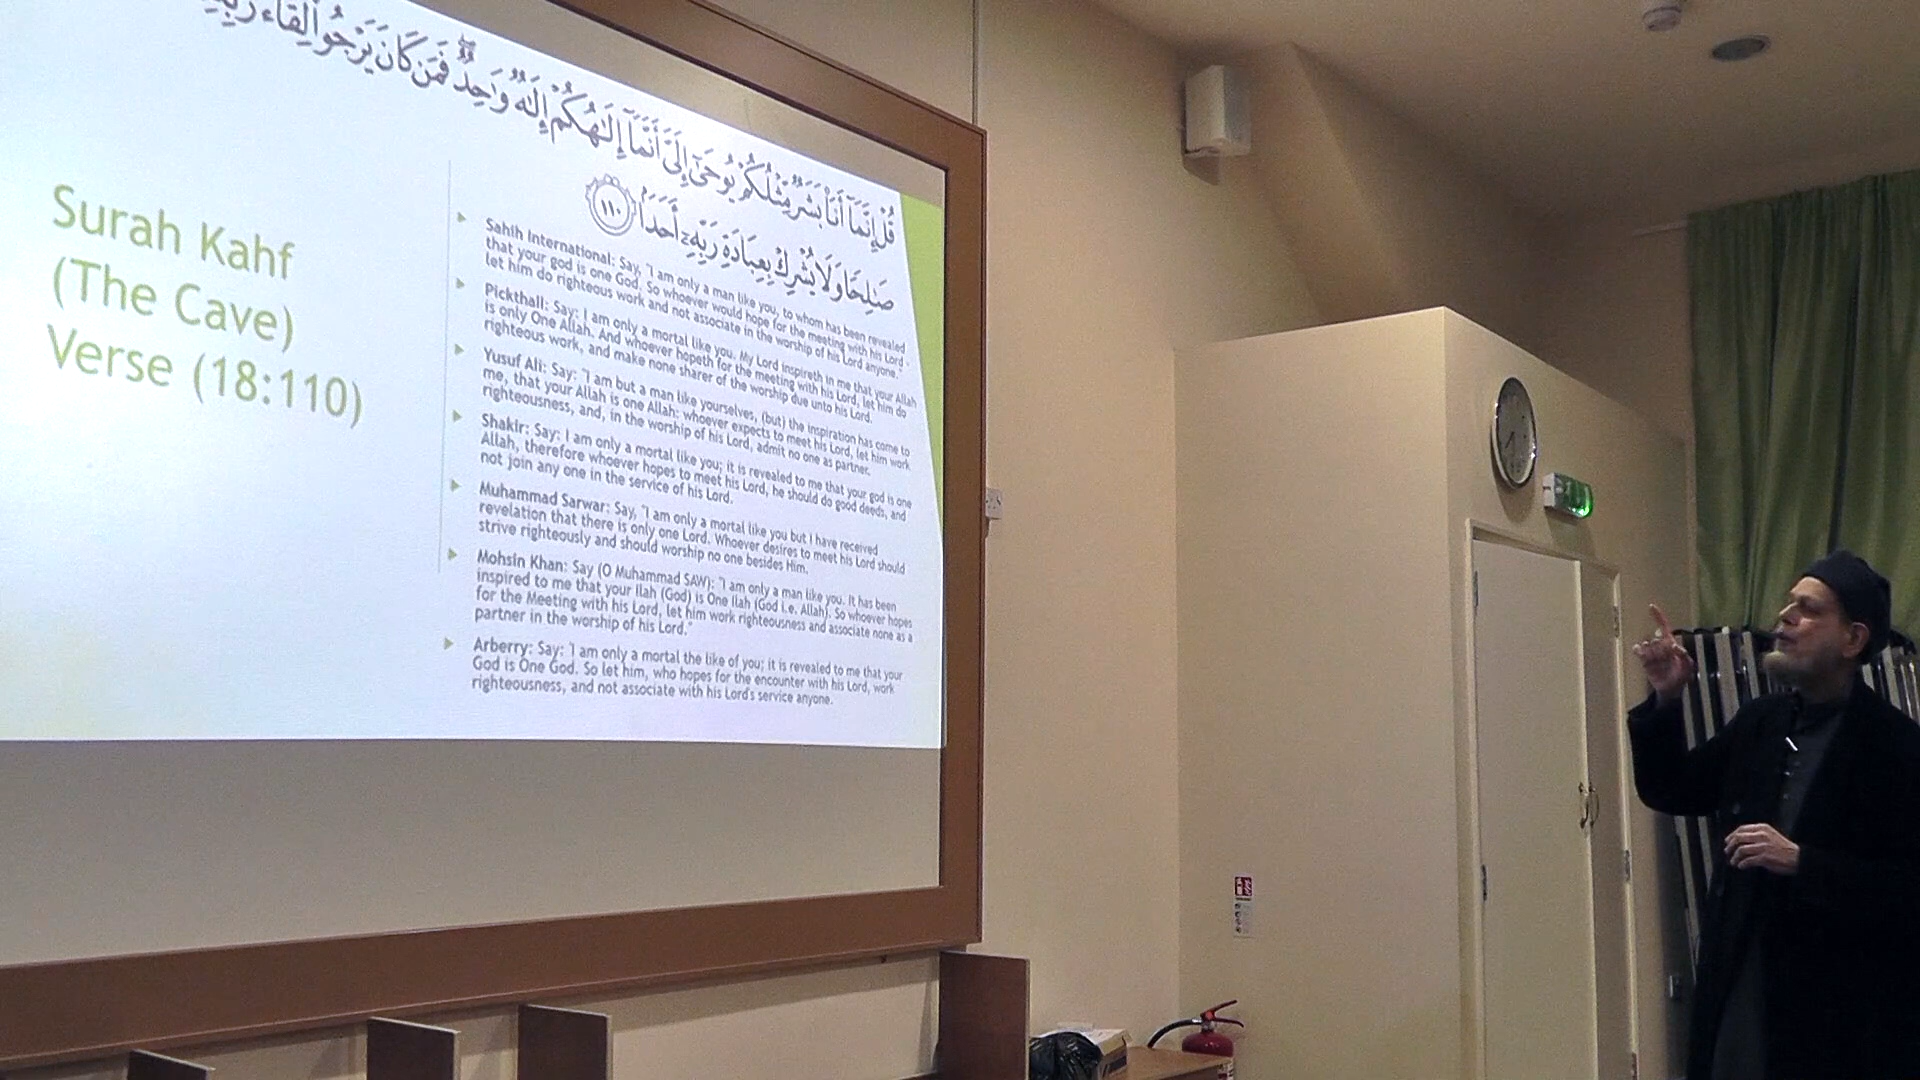 قُلْ إِنَّمَآ أَنَا۠ بَشَرٌ مِّثْلُكُمْ يُوحَىٰٓ إِلَىَّ أَنَّمَآ إِلَٰهُكُمْ إِلَٰهٌ وَٰحِدٌ ۖ فَمَن كَانَ يَرْجُوا۟ لِقَآءَ رَبِّهِۦ
صَٰلِحًا وَلَا يُشْرِكْ بِعِبَادَةِ رَبِّهِۦٓ أَحَدًۢا ١١٠
Surah Kahf
(The Cave)
Verse (18:110)
Sahih International: Say, "I am only a man like you, to whom has been revealed
that your god is one God. So whoever would hope for the meeting with his Lord -
let him do righteous work and not associate in the worship of his Lord anyone."
Pickthall: Say: I am only a mortal like you. My Lord inspireth in me that your Allah
is only One Allah. And whoever hopeth for the meeting with his Lord, let him do
righteous work, and make none sharer of the worship due unto his Lord.
Yusuf Ali: Say: "I am but a man like yourselves, (but) the inspiration has come to
me, that your Allah is one Allah: whoever expects to meet his Lord, let him work
righteousness, and, in the worship of his Lord, admit no one as partner.
Shakir: Say: I am only a mortal like you; it is revealed to me that your god is one
Allah, therefore whoever hopes to meet his Lord, he should do good deeds, and
not join any one in the service of his Lord.
Muhammad Sarwar: Say, "I am only a mortal like you but I have received
revelation that there is only one Lord. Whoever desires to meet his Lord should
strive righteously and should worship no one besides Him.
Mohsin Khan: Say (O Muhammad SAW): "I am only a man like you. It has been
inspired to me that your Ilah (God) is One Ilah (God i.e. Allah). So whoever hopes
for the Meeting with his Lord, let him work righteousness and associate none as a
partner in the worship of his Lord."
Arberry: Say: 'I am only a mortal the like of you; it is revealed to me that your
God is One God. So let him, who hopes for the encounter with his Lord, work
righteousness, and not associate with his Lord's service anyone.